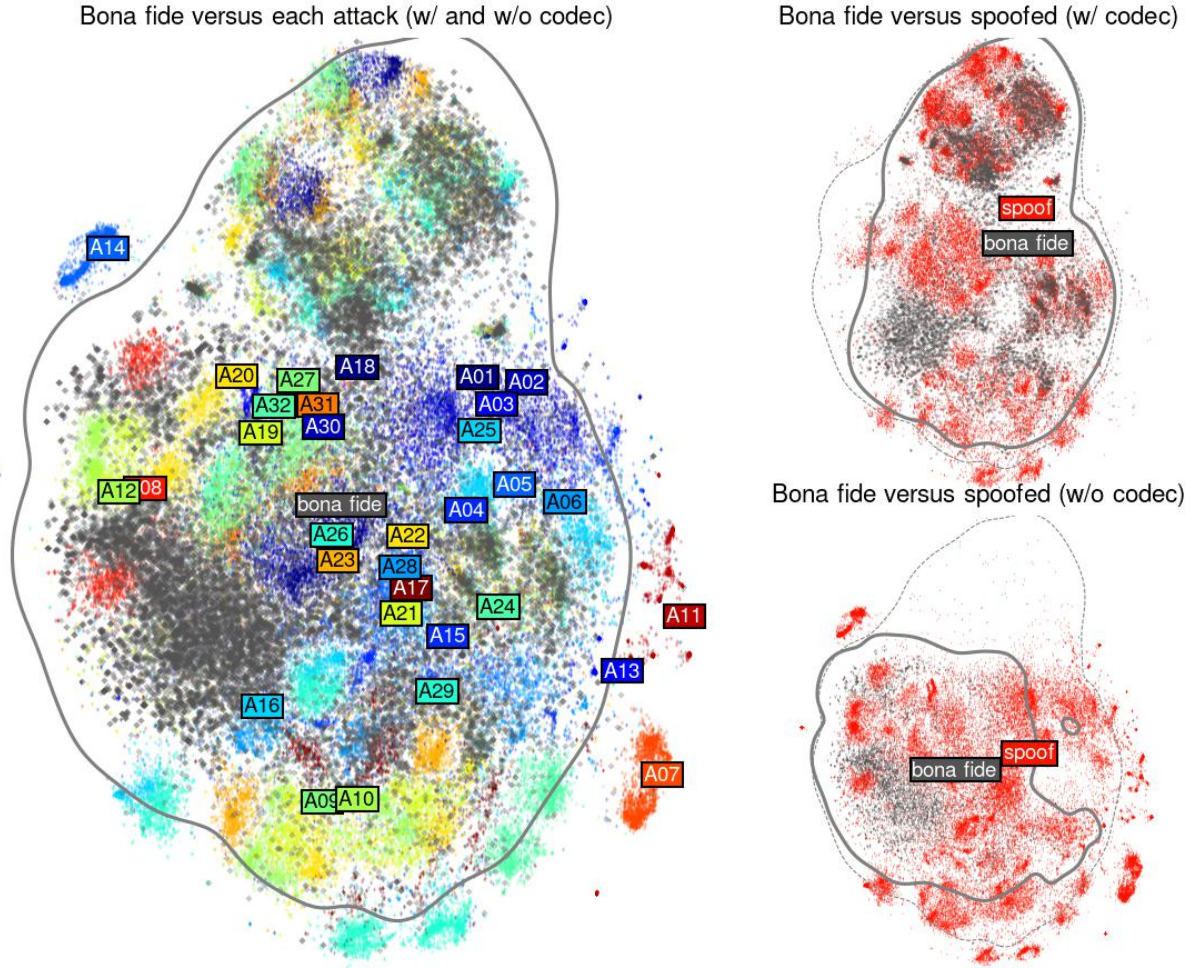 Bona fide versus each attack (w/ and w/o codec)
A14
A20
A27
A18
A01
A02
A32
A31
A03
A19
A30
A25
A12
08
bona fide
A04
A05
A06
A26
A22
A23
A28
A17
A21
A24
A15
A11
A13
A16
A29
A07
A09
A10
Bona fide versus spoofed (w/ codec)
spoof
bona fide
Bona fide versus spoofed (w/o codec)
spoof
bona fide